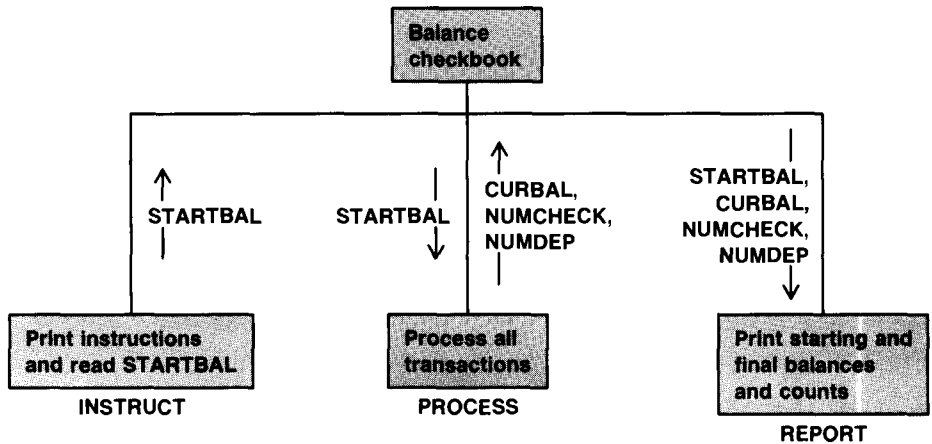 Balance
checkbook
STARTBAL
STARTBAL
CURBAL,
NUMCHECK,
NUMDEP
STARTBAL,
CURBAL,
NUMCHECK,
NUMDEP
Print instructions
and read STARTBAL
INSTRUCT
Process all
transactions
PROCESS
Print starting and
final balances
and counts
REPORT